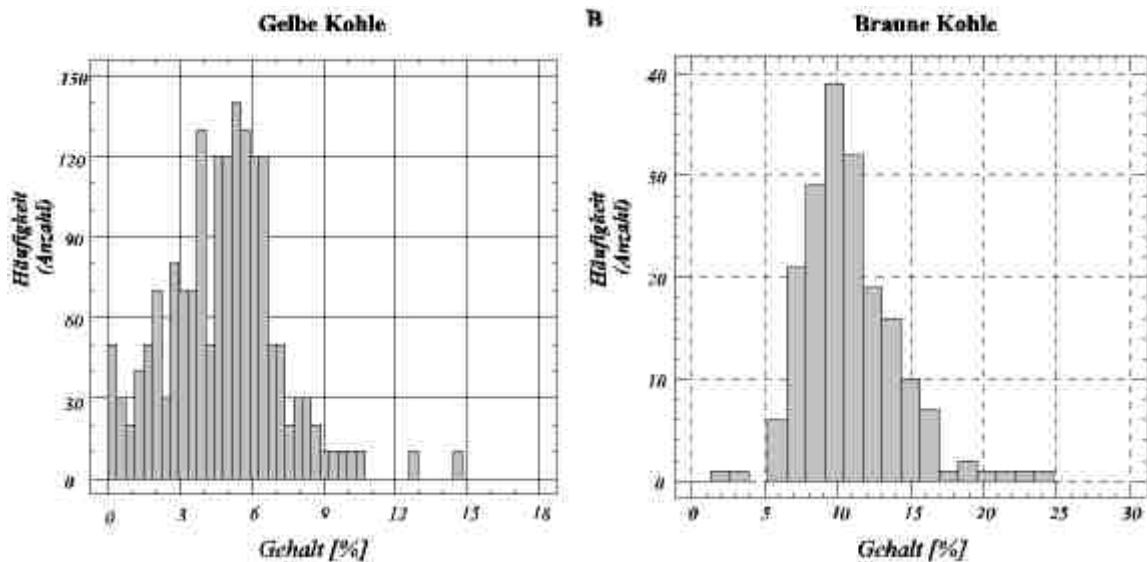 Gelbe Kohle
150
120
90
60
30
0
Häufigkeit
(Anzahl)
0 3 6 9 12 15 18
Gehalt [%]
B
Braune Kohle
40
30
20
10
0
Häufigkeit
(Anzahl)
0 5 10 15 20 25 30
Gehalt [%]